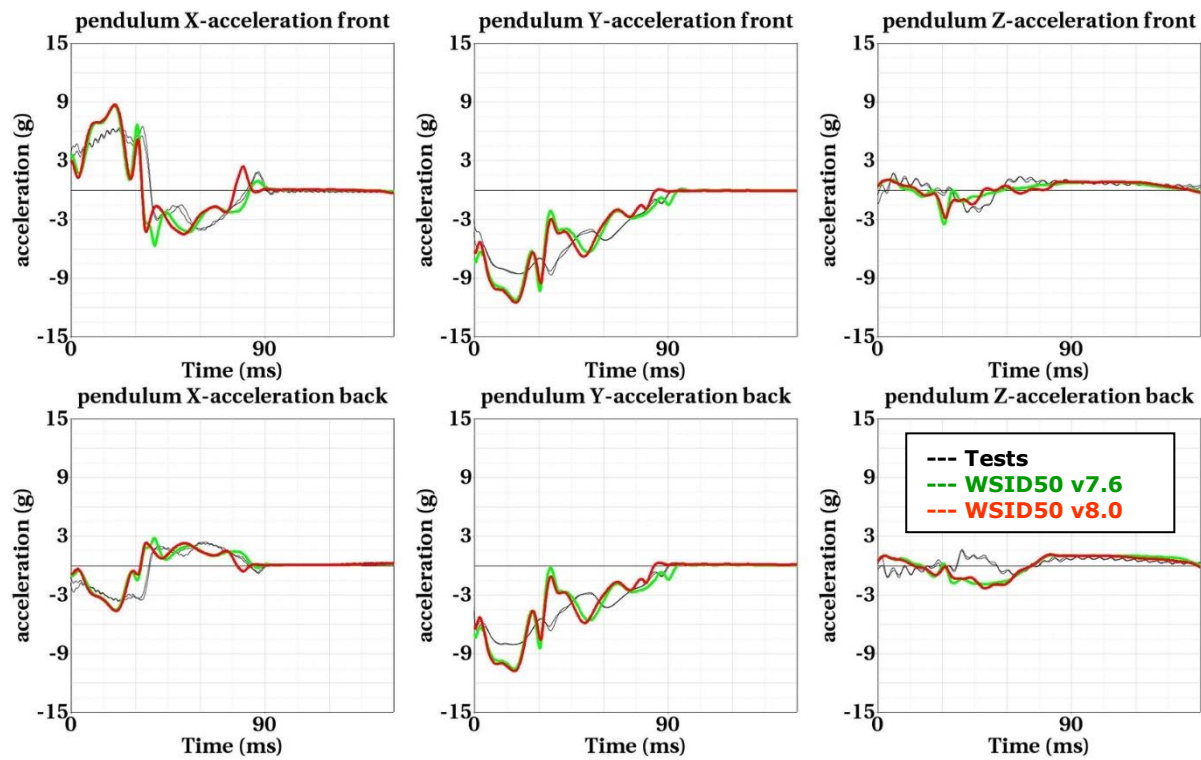 pendulum X-acceleration front
pendulum Y-acceleration front
pendulum Z-acceleration front
15
9
3
-3
-9
-15
acceleration (g)
0
90
Time (ms)
15
9
3
-3
-9
-15
acceleration (g)
0
90
Time (ms)
15
9
3
-3
-9
-15
acceleration (g)
0
90
Time (ms)
pendulum X-acceleration back
pendulum Y-acceleration back
pendulum Z-acceleration back
15
9
3
-3
-9
-15
acceleration (g)
0
90
Time (ms)
15
9
3
-3
-9
-15
acceleration (g)
0
90
Time (ms)
15
9
3
-3
-9
-15
acceleration (g)
0
90
Time (ms)
--- Tests
--- WSID50 v7.6
--- WSID50 v8.0